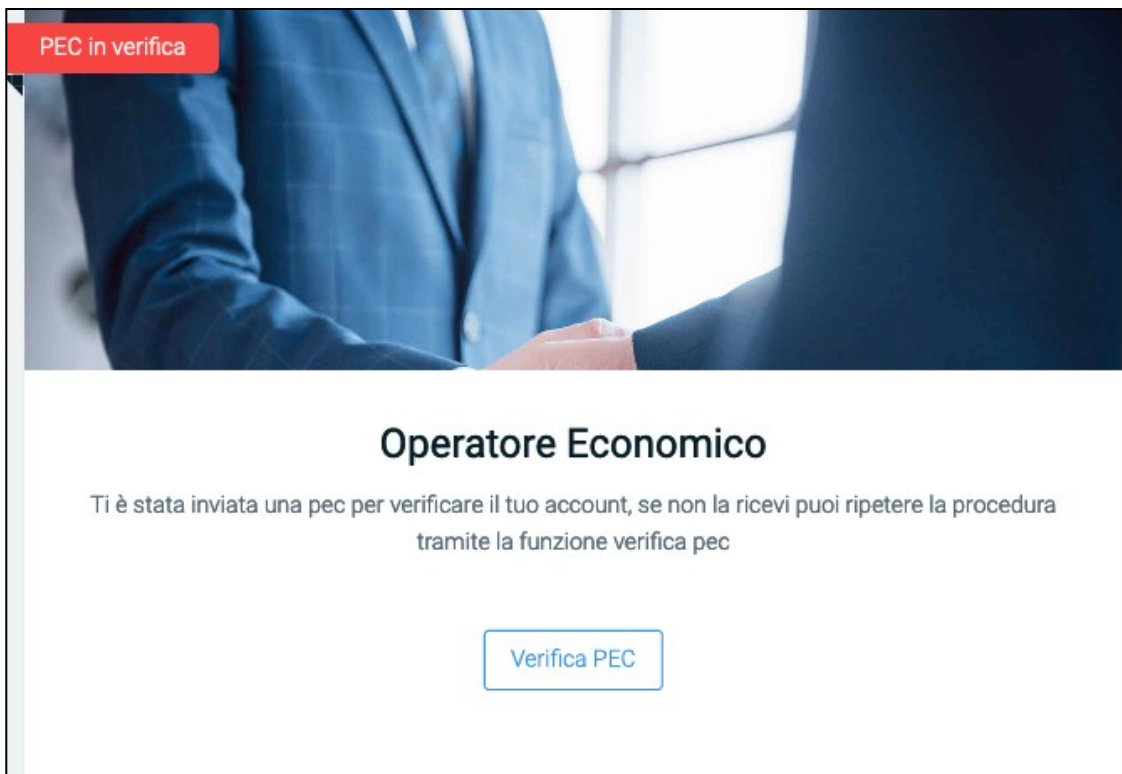 PEC in verifica
Operatore Economico
Ti è stata inviata una pec per verificare il tuo account, se non la ricevi puoi ripetere la procedura
tramite la funzione verifica pec
Verifica PEC